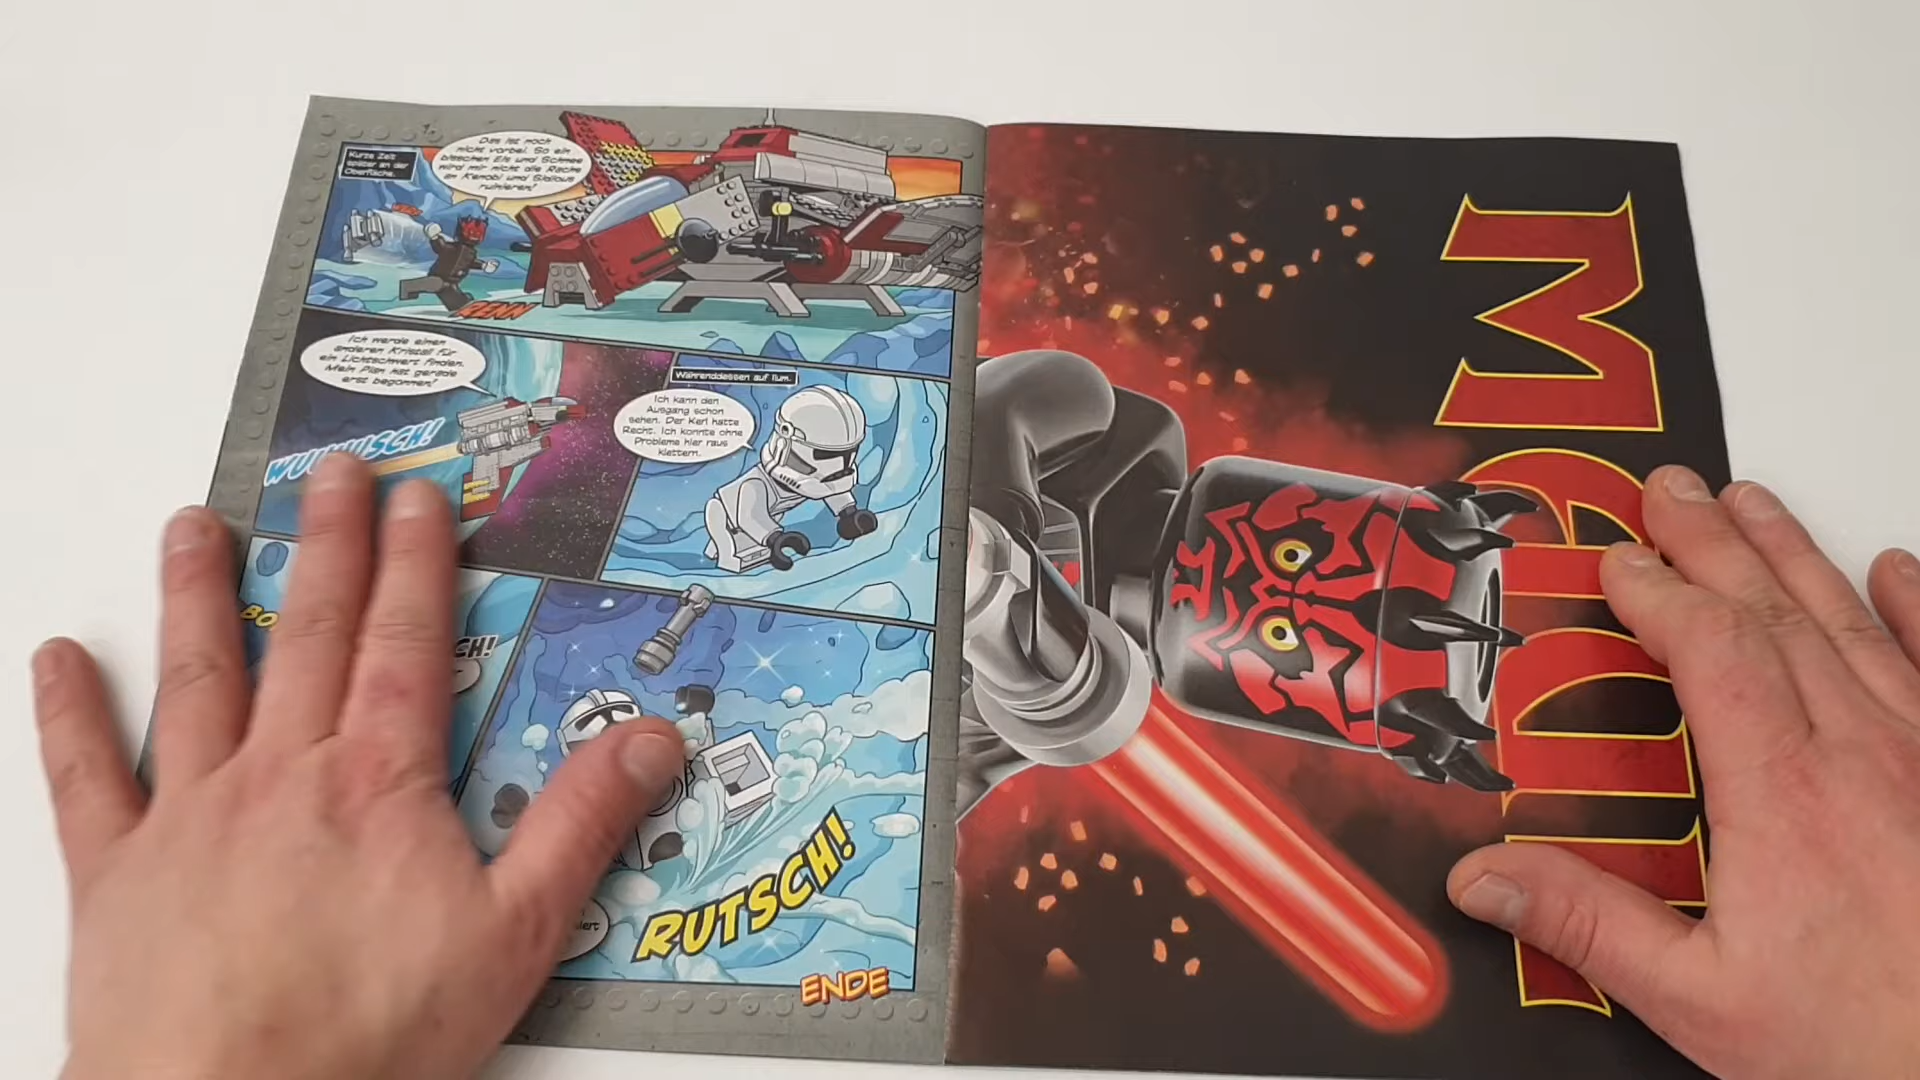 Kurze Zeit
später an der
Oberfläche.
Das ist noch
nicht vorbei. So ein
bisschen Eis und Schnee
wird mir nicht die Rache
an Kenobi und Sidious
ruinieren!
RENN
Ich werde einen
anderen Kristall für
ein Lichtschwert finden.
Mein Plan hat gerade
erst begonnen!
Währenddessen auf Ilum.
Ich kann den
Ausgang schon
sehen. Der Kerl hatte
Recht. Ich konnte ohne
Probleme hier raus
klettern.
CH!
RUTSCH!
ENDE